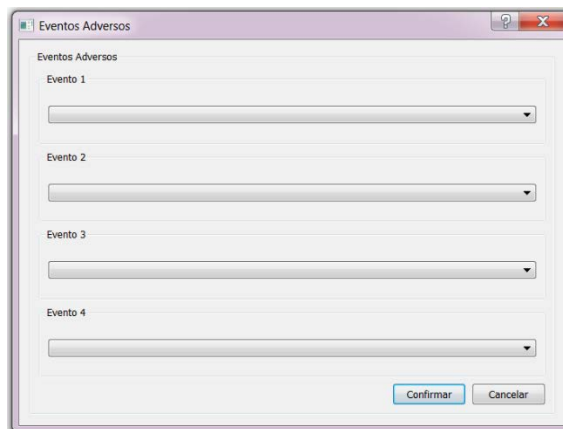 Eventos Adversos
Eventos Adversos
Evento 1
Evento 2
Evento 3
Evento 4
Confirmar Cancelar